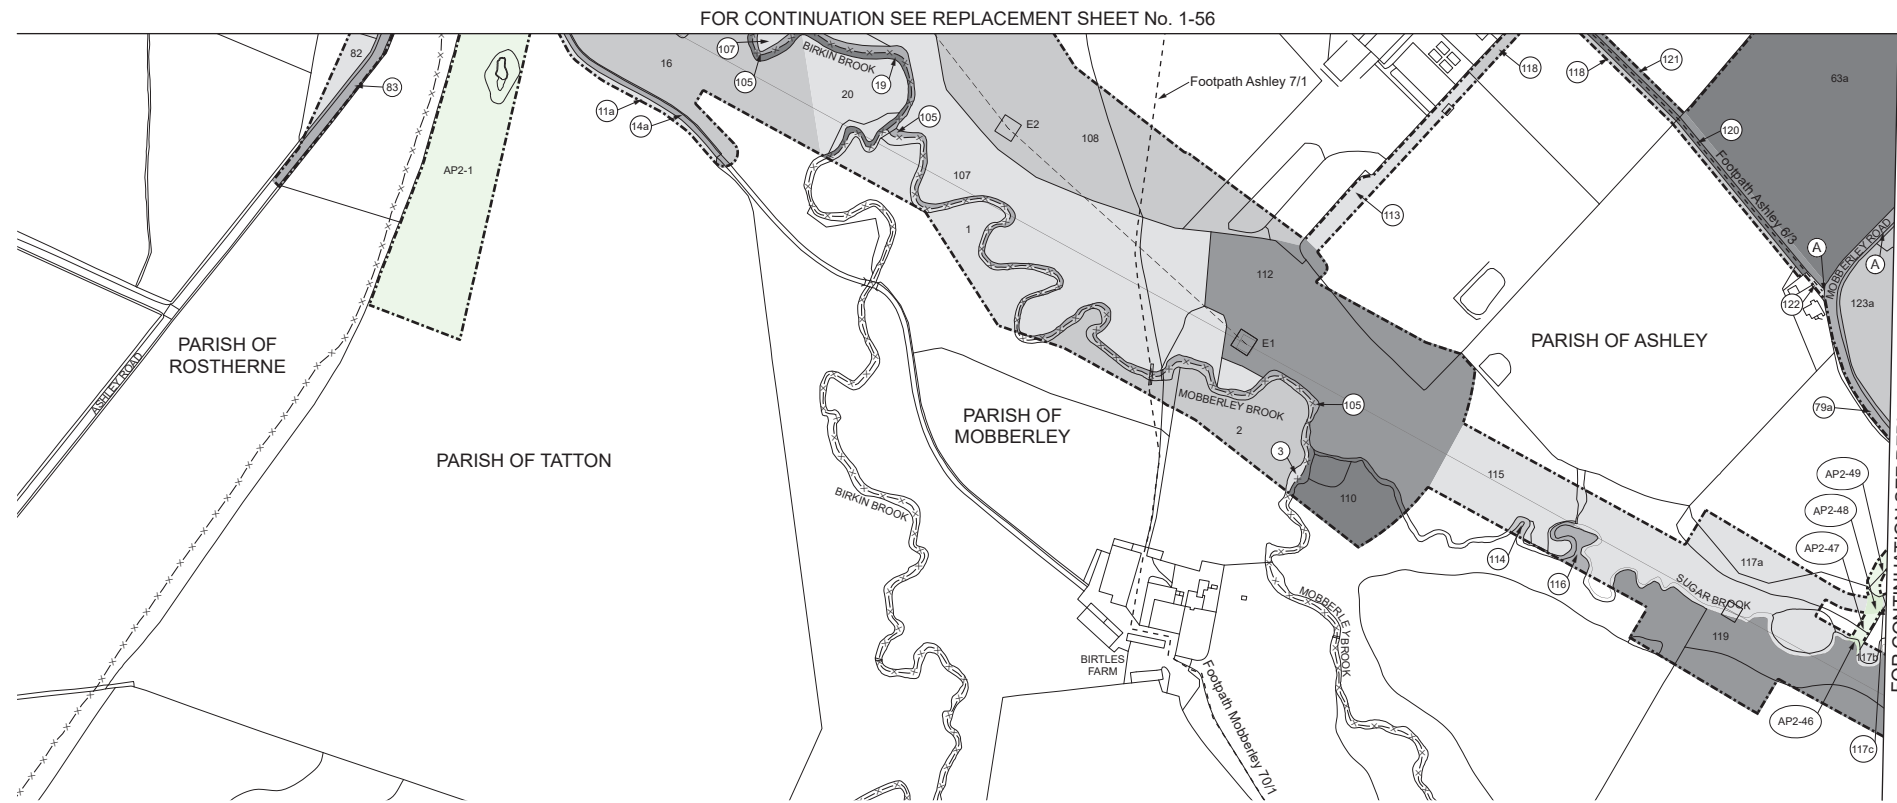 FOR CONTINUATION SEE REPLACEMENT SHEET No. 1-56
82
83
AP2-1
16
11a
14a
107
105
BIRKIN BROOK
19
20
105
E2
108
Footpath Ashley 7/1
118
118
121
63a
120
Footpath Ashley 6/3
113
107
1
112
A
MOBBERLEY ROAD
A
122
123a
PARISH OF
ROSTHERNE
ASHLEY ROAD
E1
PARISH OF ASHLEY
MOBBERLEY BROOK
105
79a
PARISH OF
MOBBERLEY
2
3
PARISH OF TATTON
110
115
AP2-49
AP2-48
AP2-47
BIRKIN BROOK
114
116
117a
SUGAR BROOK
119
117b
MOBBERLEY BROOK
BIRTLES
FARM
Footpath Mobberley 70/1
AP2-46
117c
FOR CONTINUATION SEE